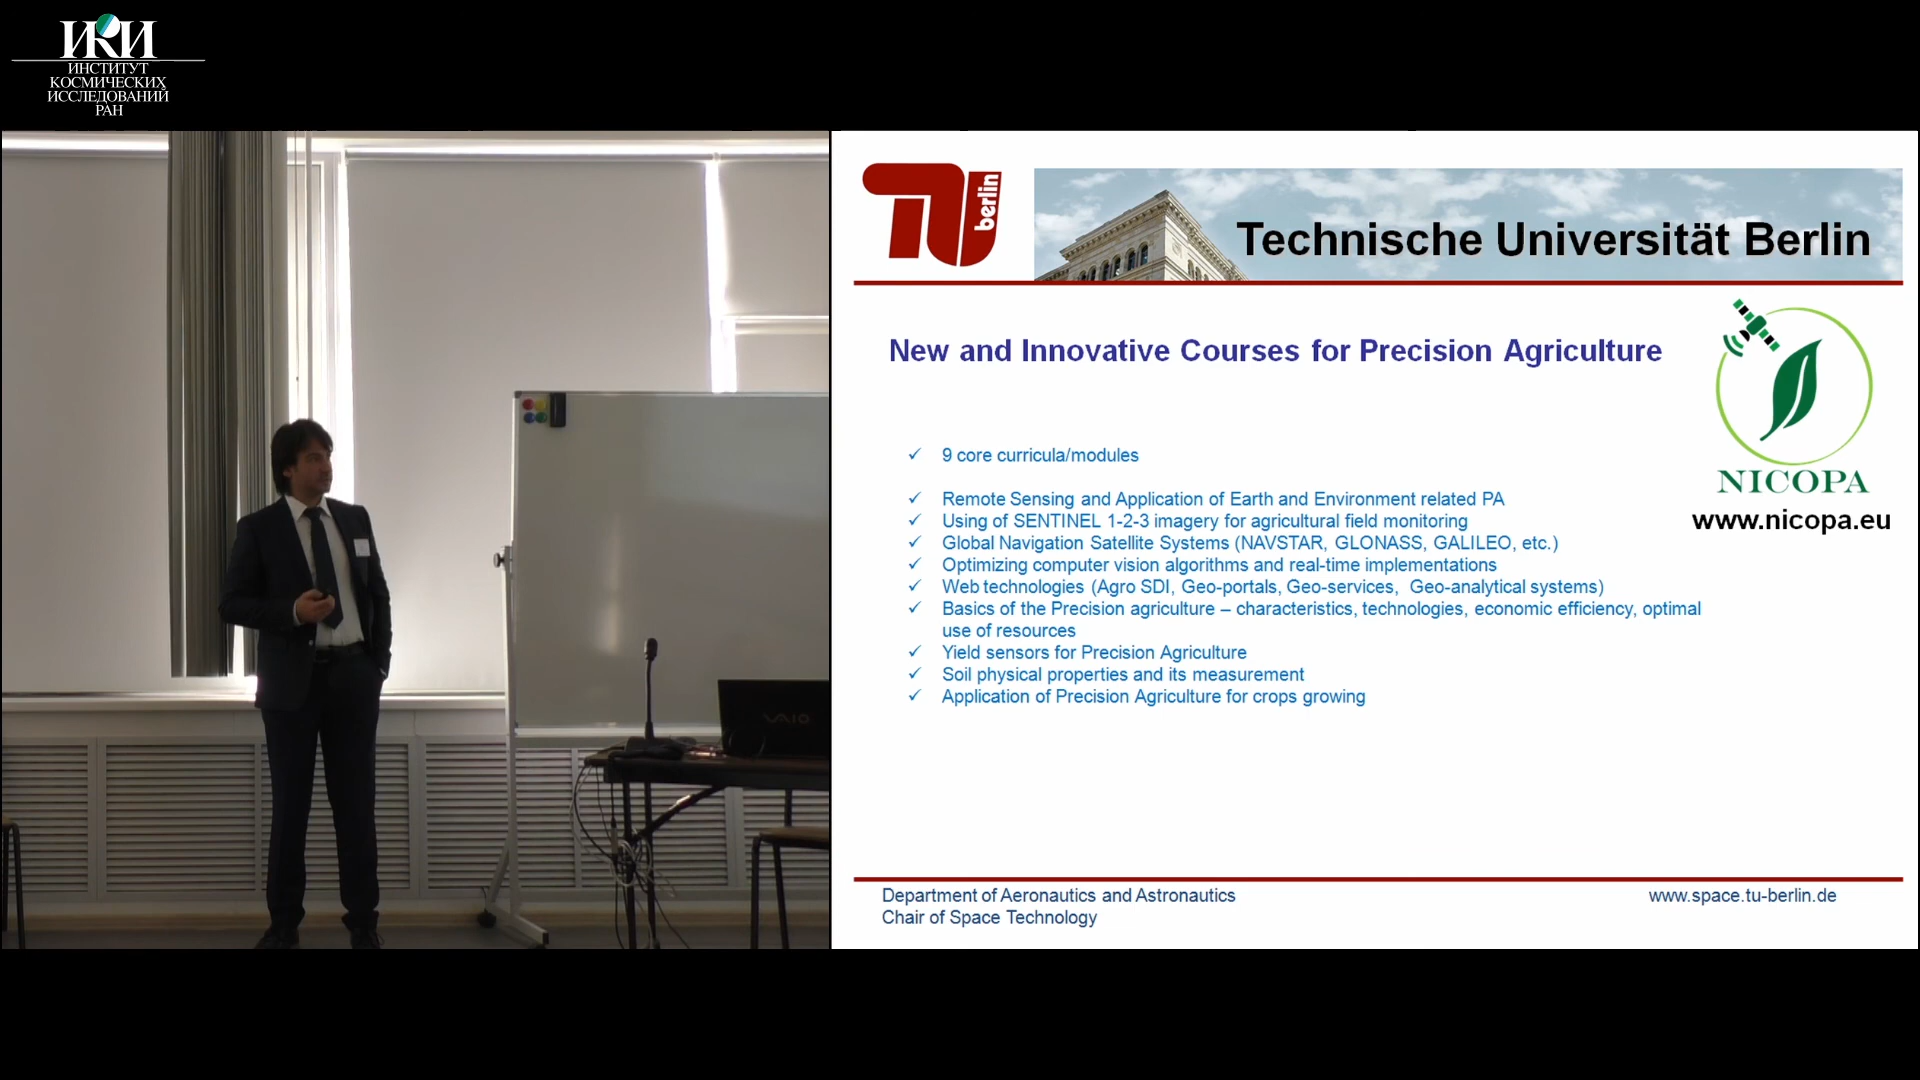 ИКИ
ИНСТИТУТ
КОСМИЧЕСКИХ
ИССЛЕДОВАНИЙ
РАН
berlin
Technische Universität Berlin
New and Innovative Courses for Precision Agriculture
NICOPA
www.nicopa.eu
✓ 9 core curricula/modules
✓ Remote Sensing and Application of Earth and Environment related PA
✓ Using of SENTINEL 1-2-3 imagery for agricultural field monitoring
✓ Global Navigation Satellite Systems (NAVSTAR, GLONASS, GALILEO, etc.)
✓ Optimizing computer vision algorithms and real-time implementations
✓ Web technologies (Agro SDI, Geo-portals, Geo-services, Geo-analytical systems)
✓ Basics of the Precision agriculture – characteristics, technologies, economic efficiency, optimal
use of resources
✓ Yield sensors for Precision Agriculture
✓ Soil physical properties and its measurement
✓ Application of Precision Agriculture for crops growing
VAIO
Department of Aeronautics and Astronautics
Chair of Space Technology
www.space.tu-berlin.de